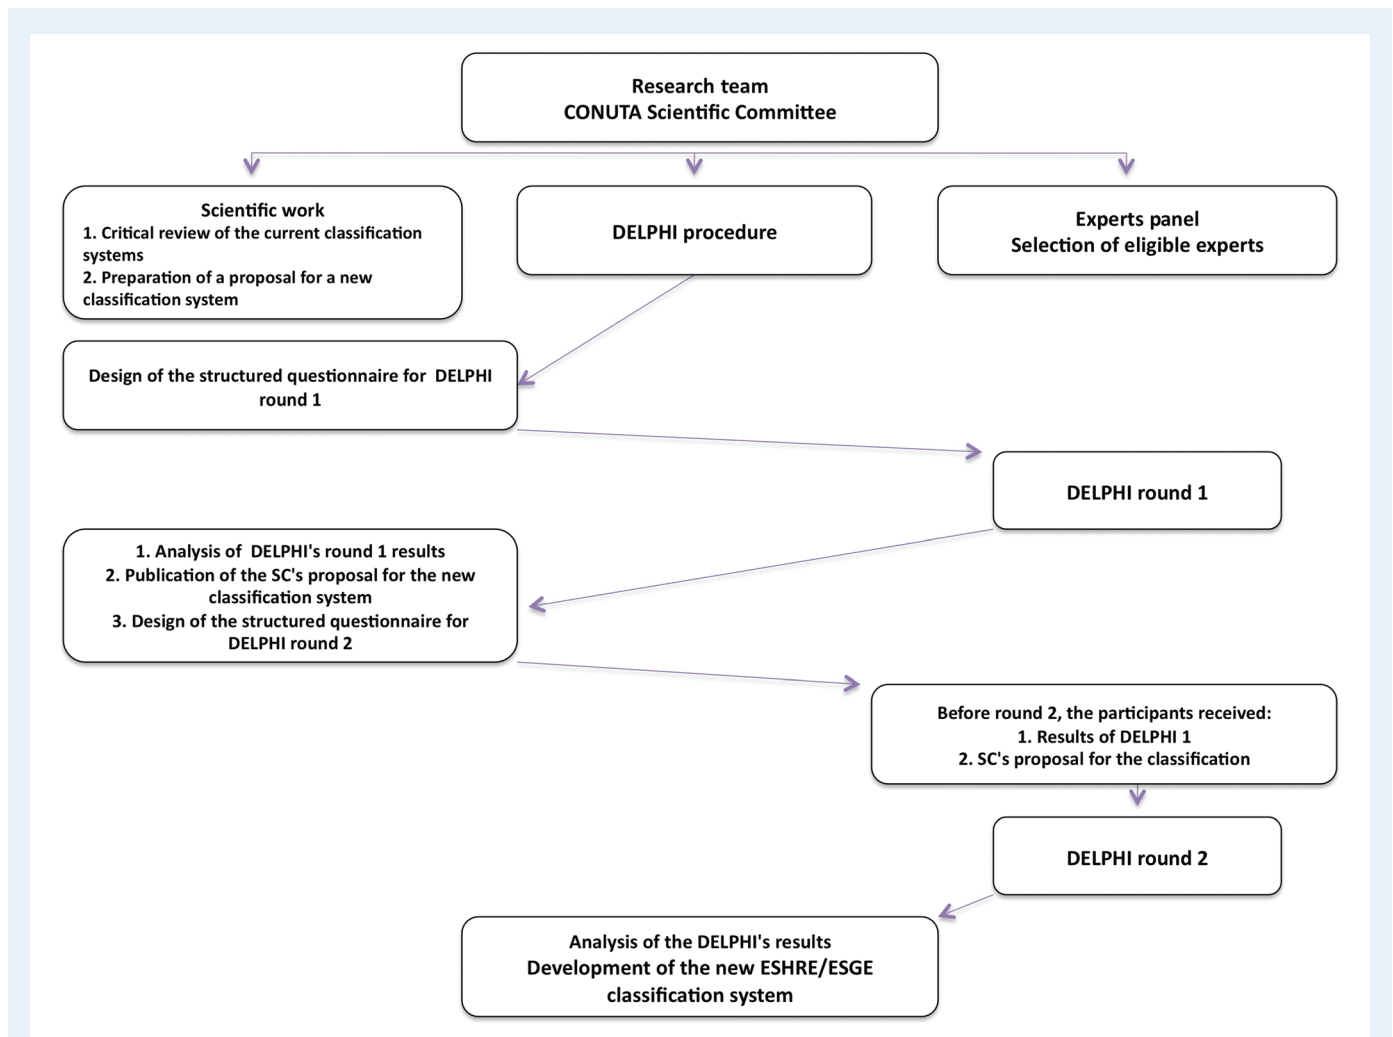 Research team
CONUTA Scientific Committee
Scientific work
1. Critical review of the current classification
systems
2. Preparation of a proposal for a new
classification system
DELPHI procedure
Experts panel
Selection of eligible experts
Design of the structured questionnaire for  DELPHI
round 1
DELPHI round 1
1. Analysis of  DELPHI's round 1 results
2. Publication of the SC's proposal for the new
classification system
3. Design of the structured questionnaire for
DELPHI round 2
Before round 2, the participants received:
1. Results of DELPHI 1
2. SC's proposal for the classification
DELPHI round 2
Analysis of the DELPHI's results
Development of the new ESHRE/ESGE
classification system